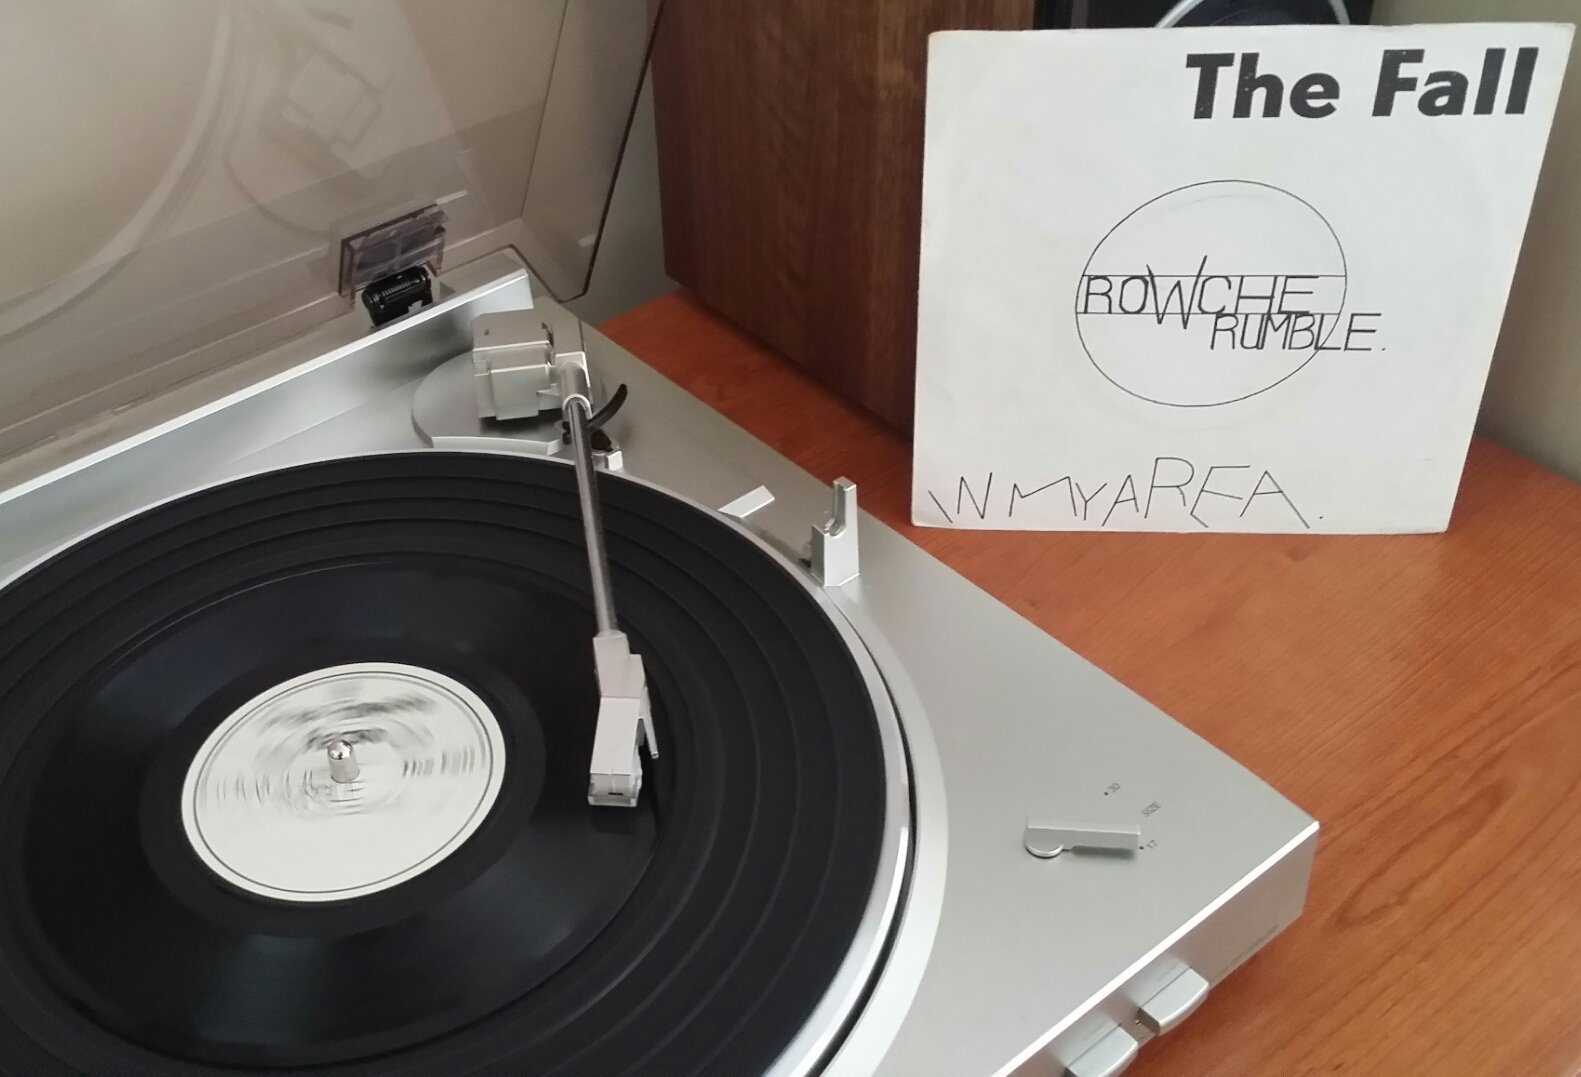 The Fall
ROWCHE
RUMBLE.
IN MY AREA.
30
SIZE
17